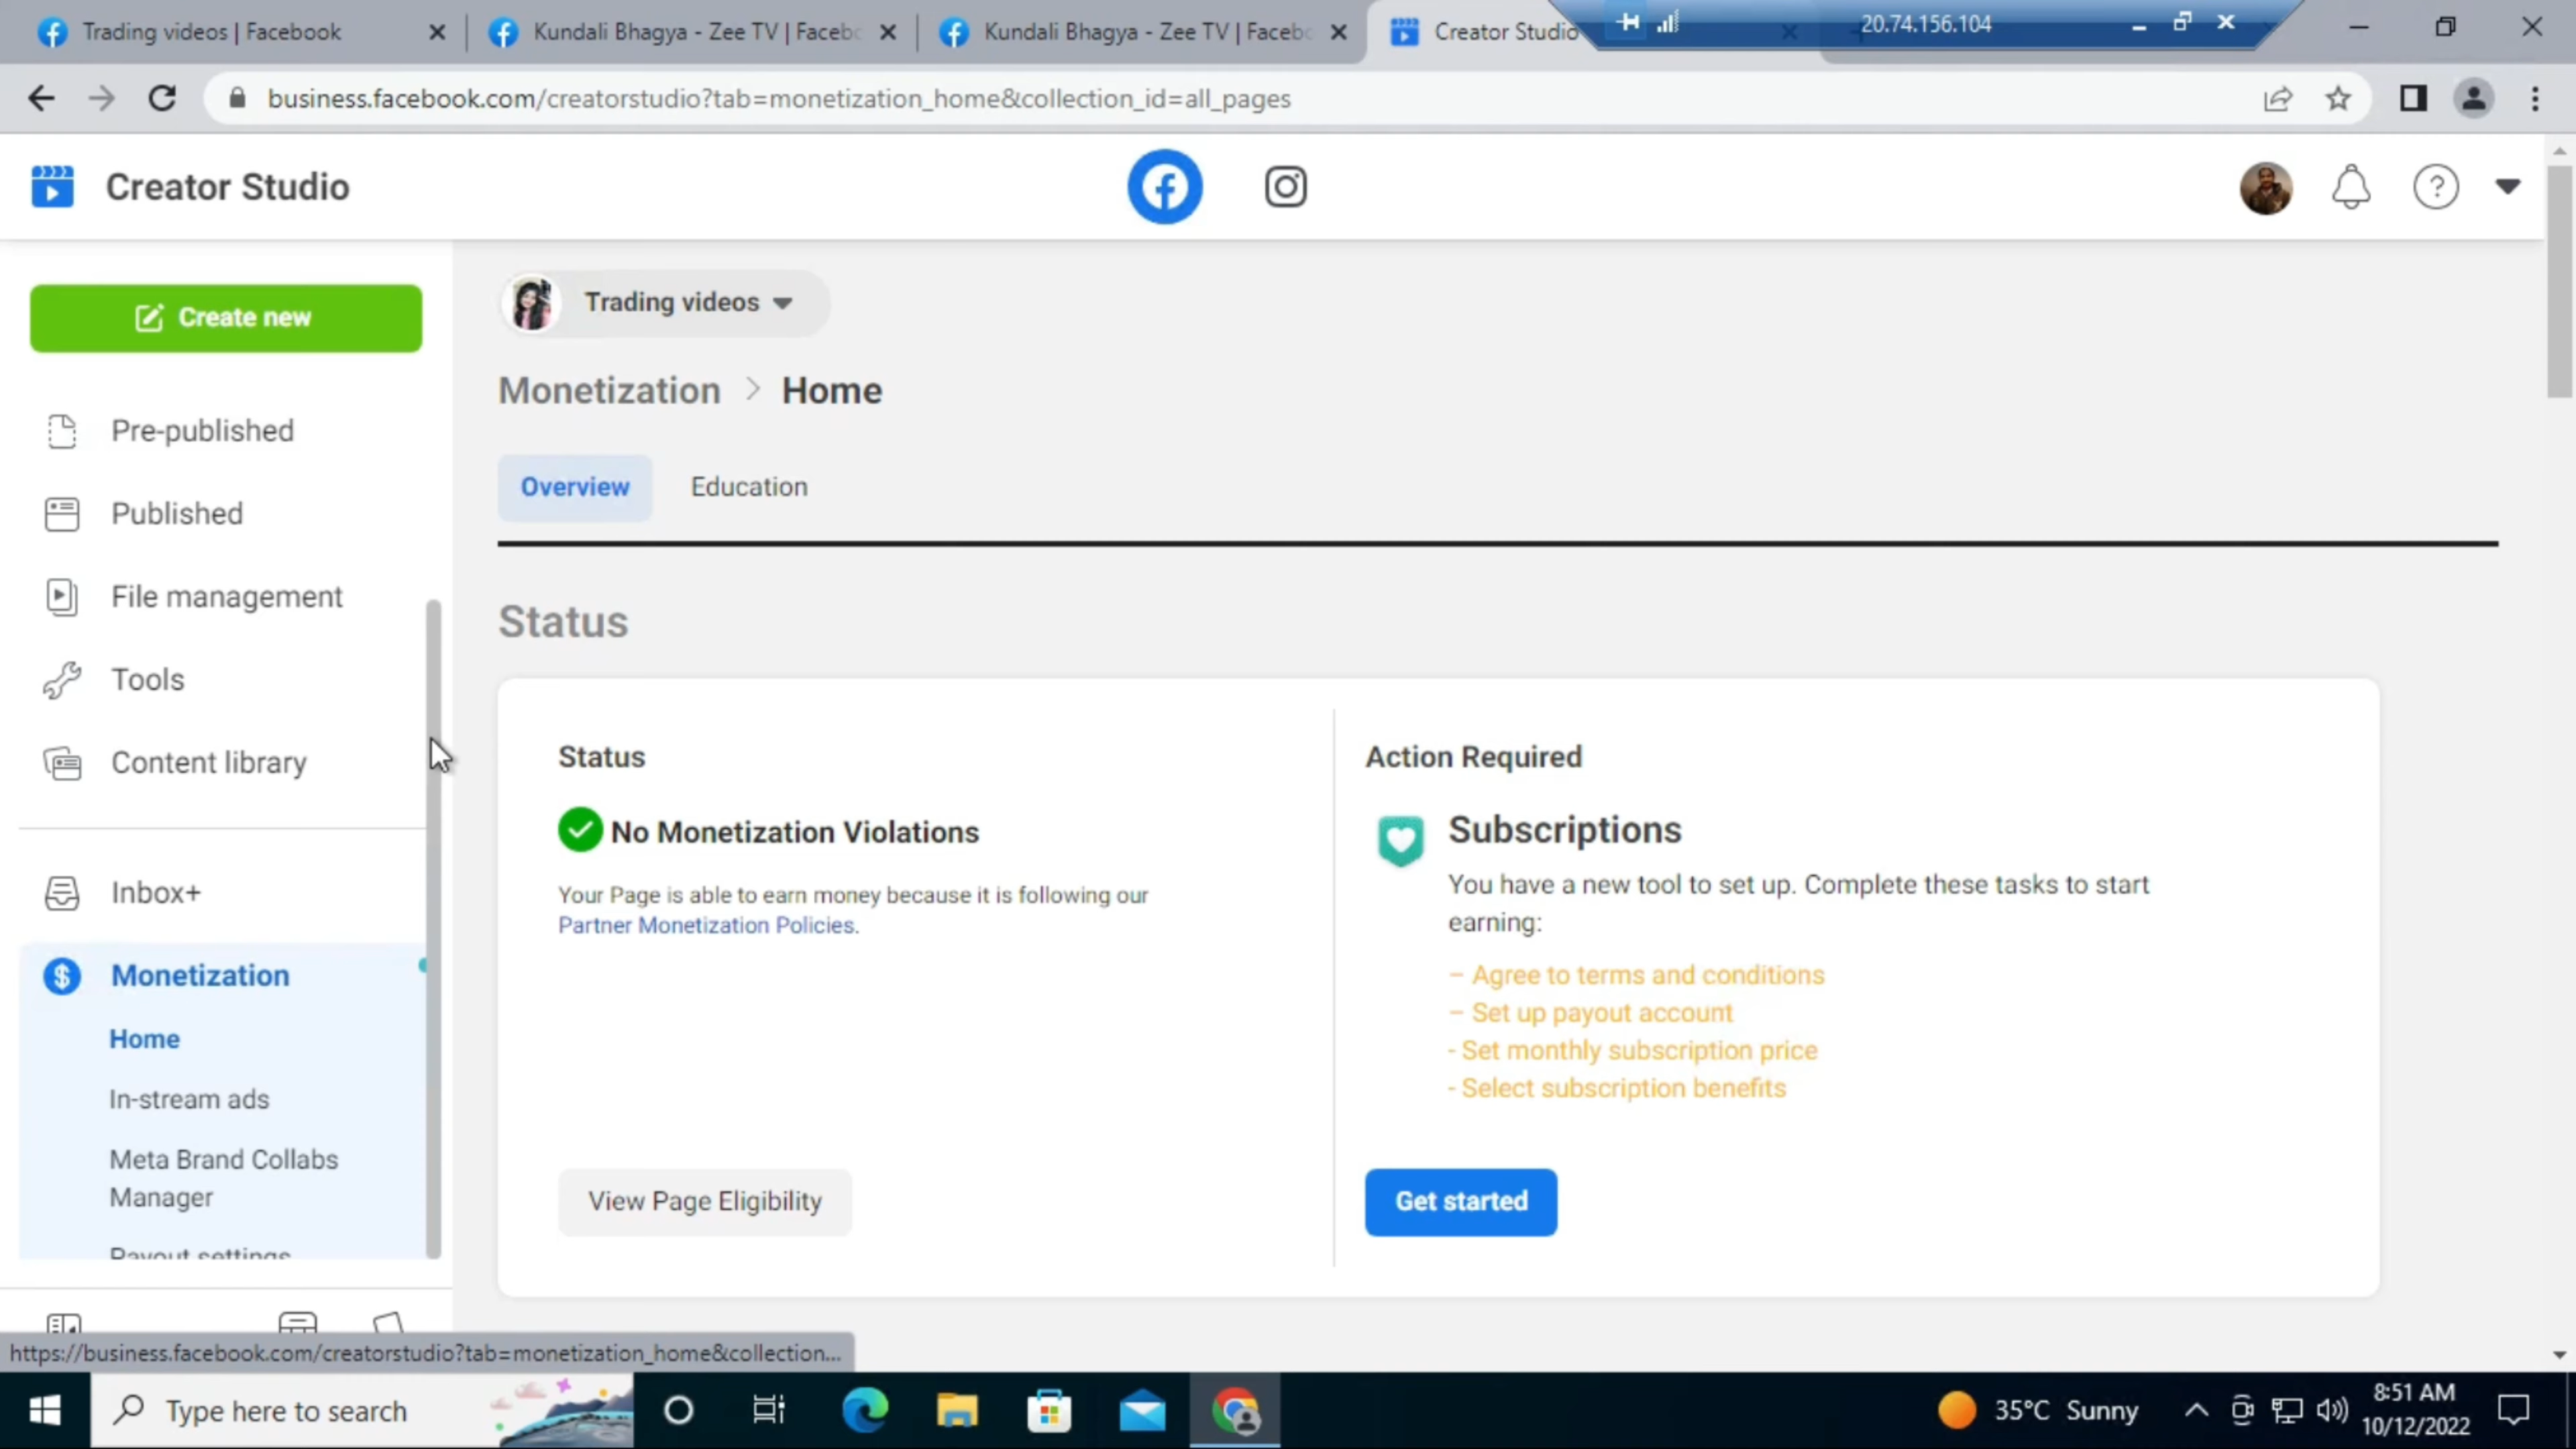 Trading videos | Facebook
Kundali Bhagya - Zee TV | Facebo
Kundali Bhagya - Zee TV | Facebo
Creator Studio
20.74.156.104
business.facebook.com/creatorstudio?tab=monetization_home&collection_id=all_pages
Creator Studio
Create new
Pre-published
Published
File management
Tools
Content library
Inbox+
Monetization
Home
In-stream ads
Meta Brand Collabs
Manager
Payout settings
Trading videos
Monetization > Home
Overview
Education
Status
Status
No Monetization Violations
Your Page is able to earn money because it is following our
Partner Monetization Policies.
View Page Eligibility
Action Required
Subscriptions
You have a new tool to set up. Complete these tasks to start
earning:
– Agree to terms and conditions
– Set up payout account
- Set monthly subscription price
- Select subscription benefits
Get started
https://business.facebook.com/creatorstudio?tab=monetization_home&collection...
Type here to search
35°C Sunny
8:51 AM
10/12/2022